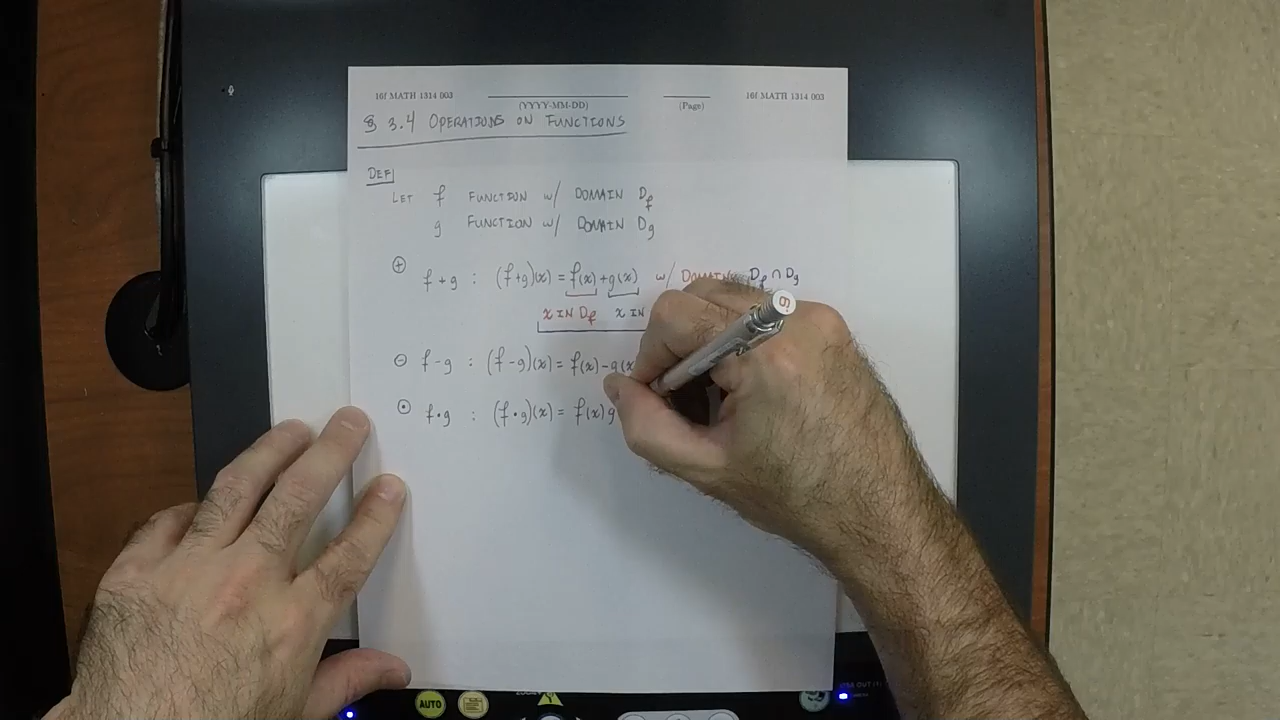 16f MATH 1314 003 (YYYY-MM-DD) (Page) 16f MATH 1314 003
§ 3.4 OPERATIONS ON FUNCTIONS
DEF
LET f FUNCTION w/ DOMAIN Df
g FUNCTION w/ DOMAIN Dg
⊕ f+g : (f+g)(x) = f(x)+g(x) w/ DOMAIN Df ∩ Dg
x IN Df x IN
⊖ f-g : (f-g)(x) = f(x)-g(x
⊙ f•g : (f•g)(x) = f(x)g
AUTO